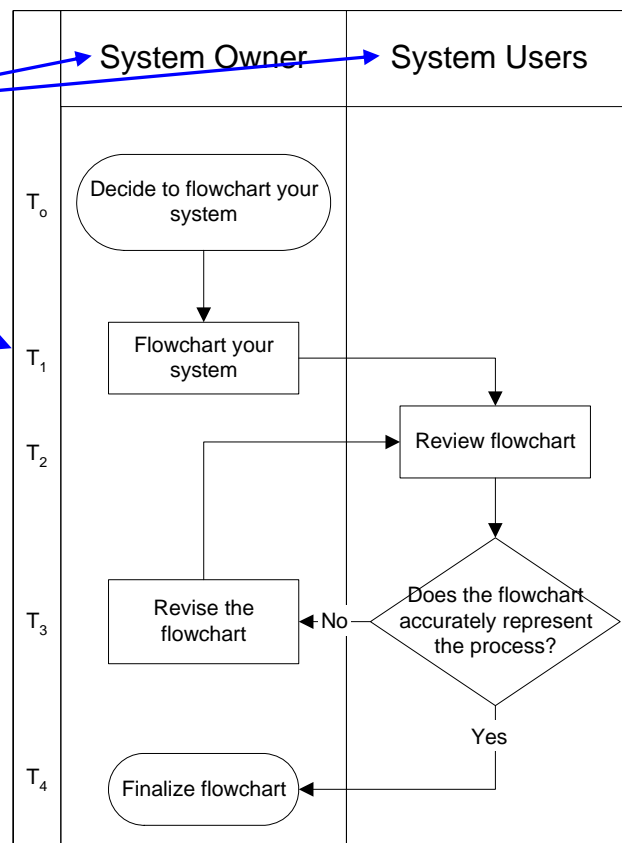 System Owner
System Users
Tₒ
Decide to flowchart your
system
T₁
Flowchart your
system
T₂
Review flowchart
T₃
Revise the
flowchart
No
Does the flowchart
accurately represent
the process?
Yes
T₄
Finalize flowchart